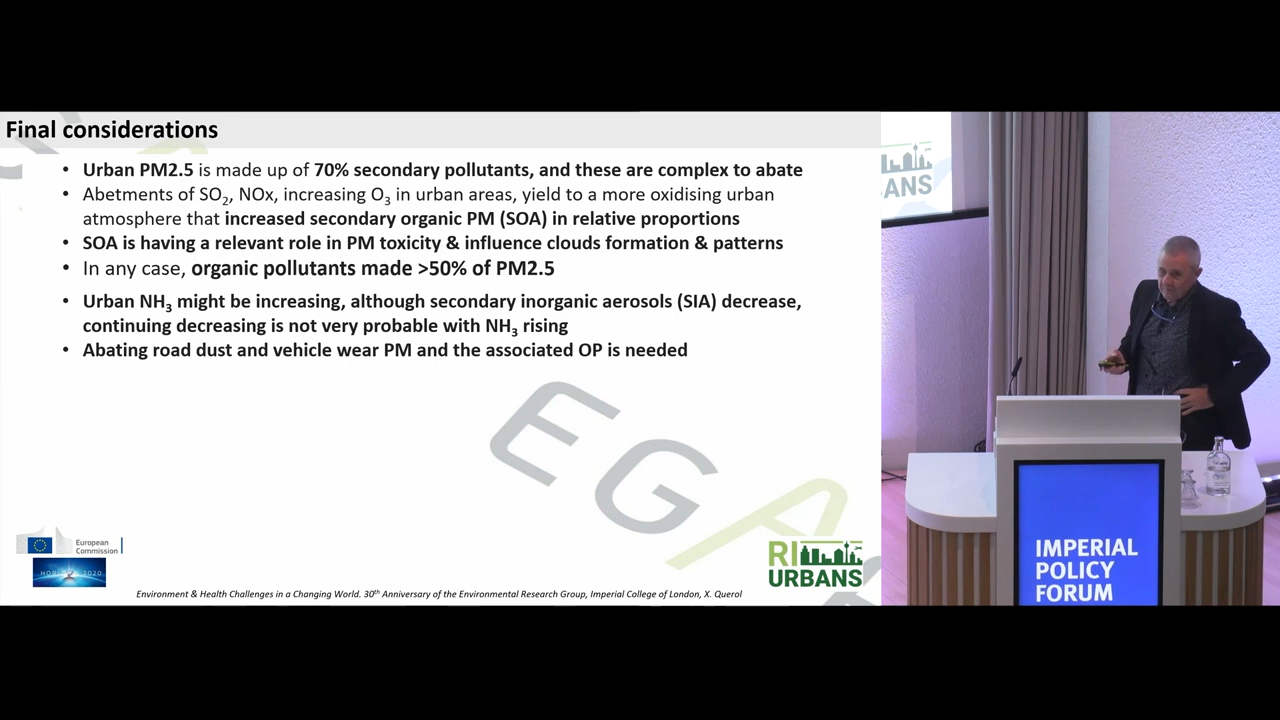 Final considerations
• Urban PM2.5 is made up of 70% secondary pollutants, and these are complex to abate
• Abetments of SO2, NOx, increasing O3 in urban areas, yield to a more oxidising urban
atmosphere that increased secondary organic PM (SOA) in relative proportions
• SOA is having a relevant role in PM toxicity & influence clouds formation & patterns
• In any case, organic pollutants made >50% of PM2.5
• Urban NH3 might be increasing, although secondary inorganic aerosols (SIA) decrease,
continuing decreasing is not very probable with NH3 rising
• Abating road dust and vehicle wear PM and the associated OP is needed
EGA
European
Commission
HORIZON 2020
RI
URBANS
Environment & Health Challenges in a Changing World. 30th Anniversary of the Environmental Research Group, Imperial College of London, X. Querol
BANS
IMPERIAL
POLICY
FORUM